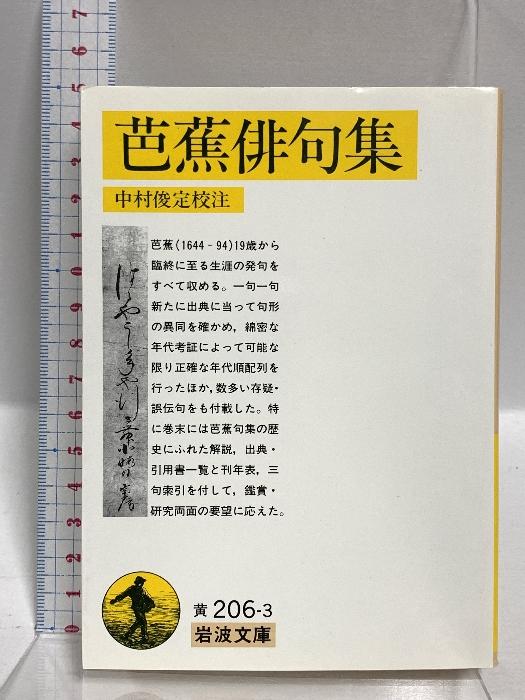 芭蕉俳句集
中村俊定校注
芭蕉(1644‐94)19歳から
臨終に至る生涯の発句を
すべて収める。一句一句
新たに出典に当って句形
の異同を確かめ，綿密な
年代考証によって可能な
限り正確な年代順配列を
行ったほか，数多い存疑・
誤伝句をも付載した。特
に巻末には芭蕉句集の歴
史にふれた解説，出典・
引用書一覧と刊年表，三
句索引を付して，鑑賞・
研究両面の要望に応えた。
黄 206-3
岩波文庫